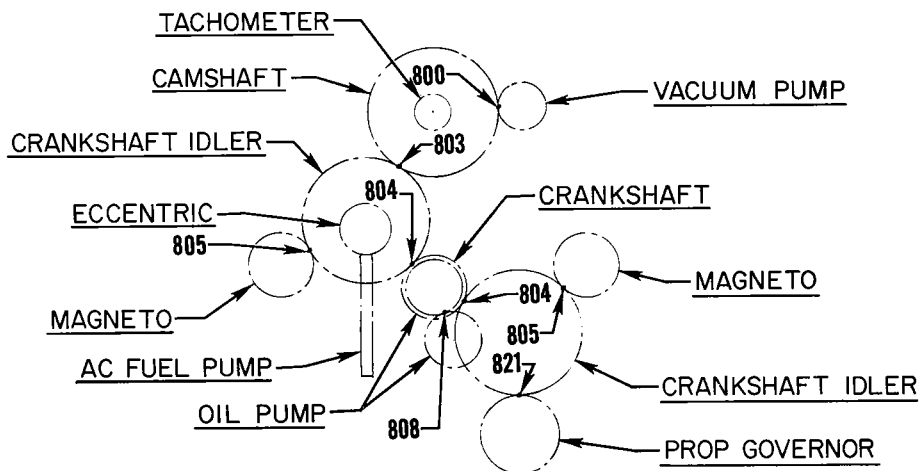 TACHOMETER
CAMSHAFT
800
VACUUM PUMP
CRANKSHAFT IDLER
803
804
CRANKSHAFT
ECCENTRIC
805
804
MAGNETO
MAGNETO
805
AC FUEL PUMP
821
CRANKSHAFT IDLER
OIL PUMP
808
PROP GOVERNOR